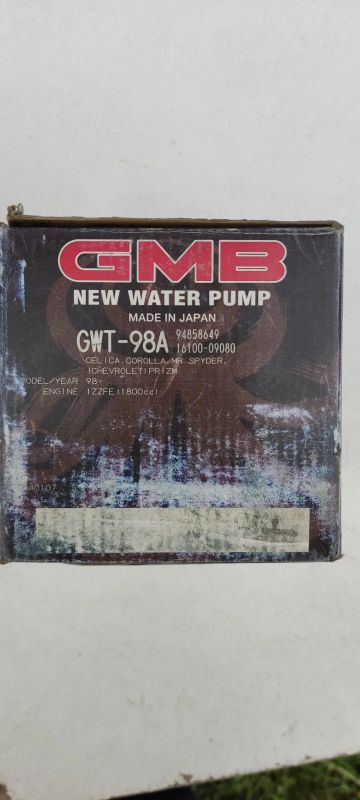 GMB
NEW WATER PUMP
MADE IN JAPAN
GWT-98A 94858649
16100-09080
CELICA.COROLLA/MR SPYDER.
(CHEVROLET)PRIZM
MODEL/YEAR 98-
ENGINE 1ZZFE(1800cc)